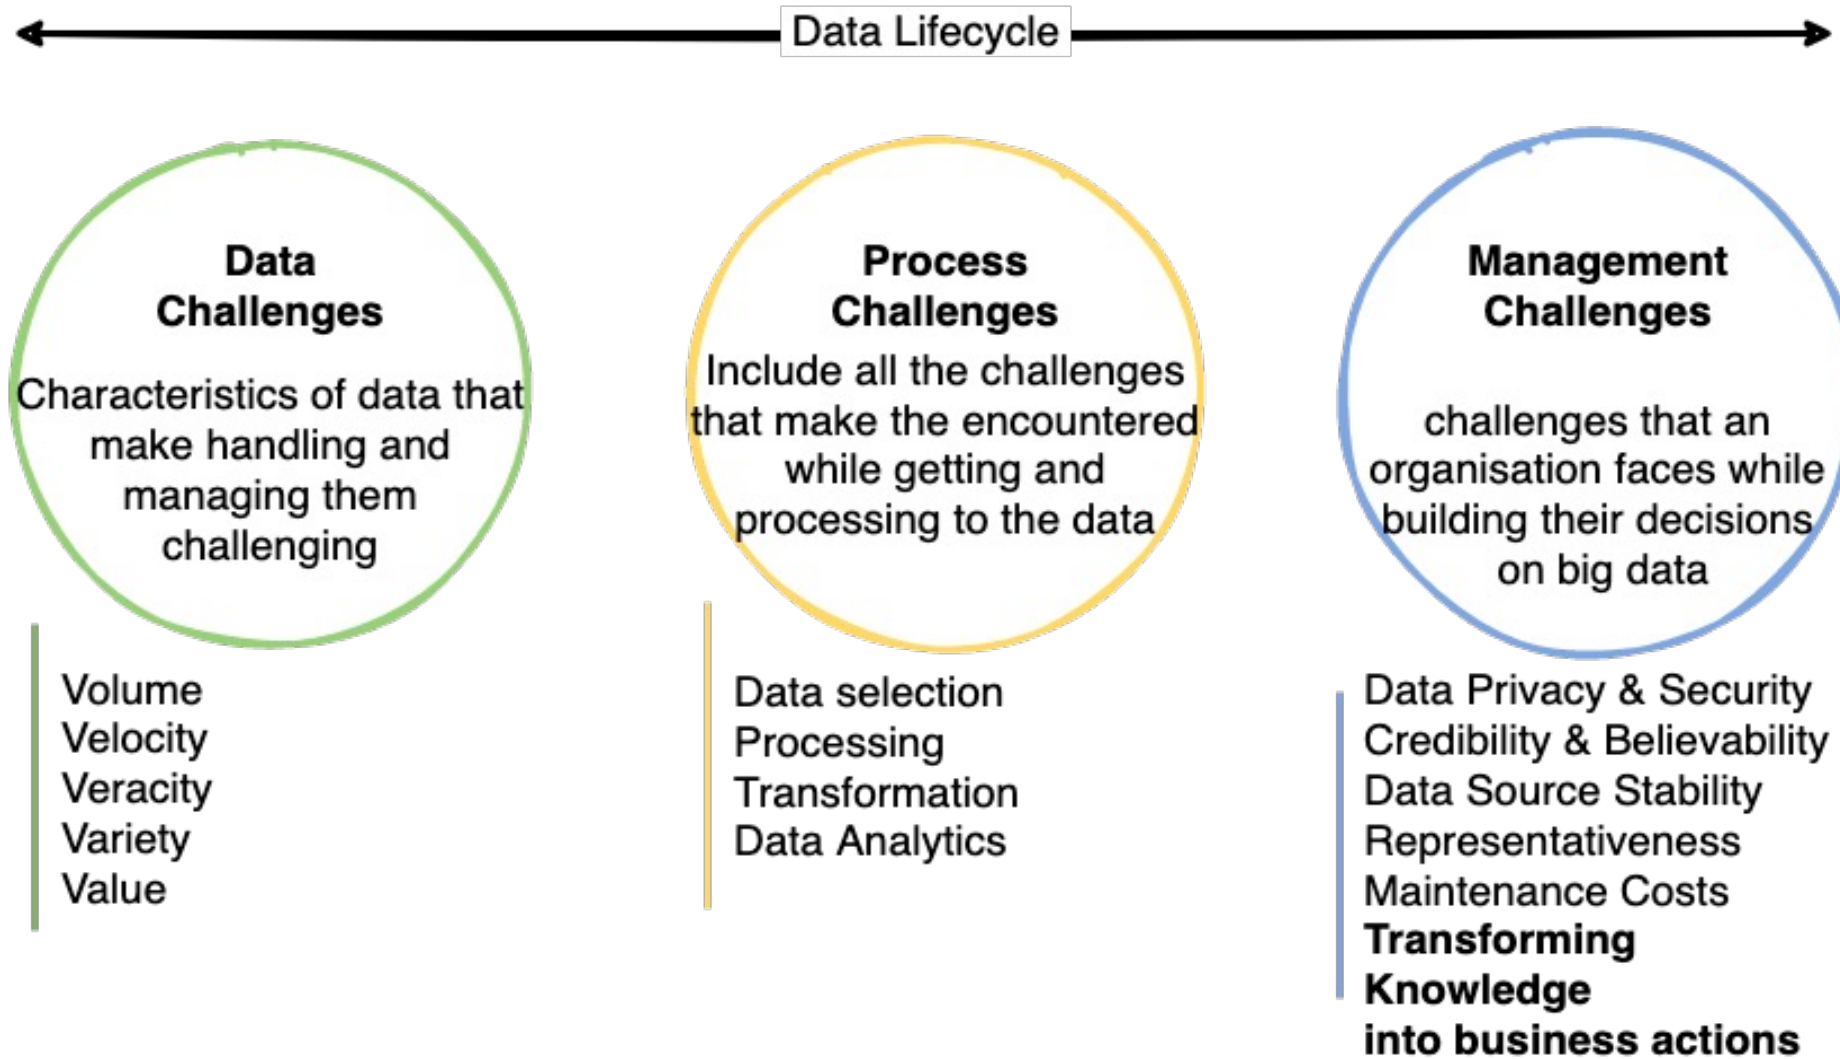 Data Lifecycle
Data
Challenges
Characteristics of data that
make handling and
managing them
challenging
Volume
Velocity
Veracity
Variety
Value
Process
Challenges
Include all the challenges
that make the encountered
while getting and
processing to the data
Data selection
Processing
Transformation
Data Analytics
Management
Challenges
challenges that an
organisation faces while
building their decisions
on big data
Data Privacy & Security
Credibility & Believability
Data Source Stability
Representativeness
Maintenance Costs
Transforming
Knowledge
into business actions